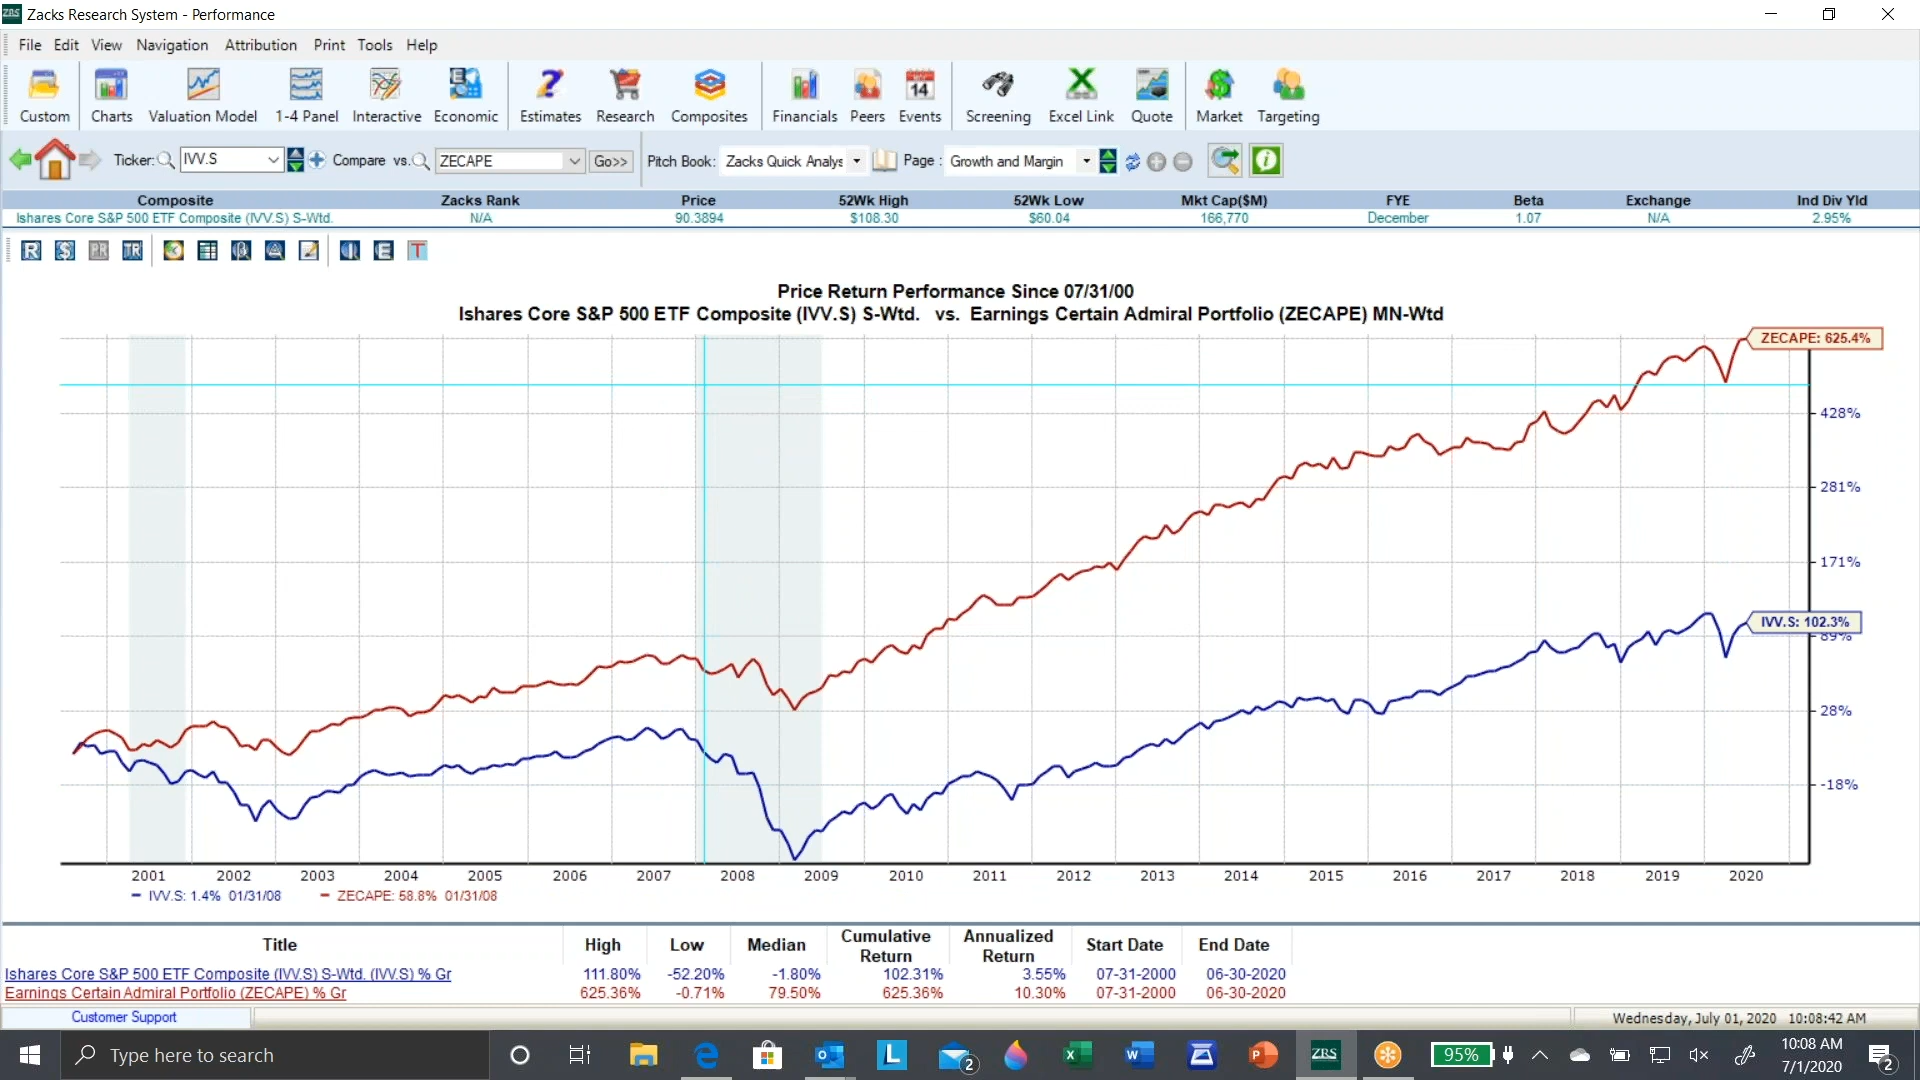 ZRS Zacks Research System - Performance
File Edit View Navigation Attribution Print Tools Help
Custom Charts Valuation Model 1-4 Panel Interactive Economic Estimates Research Composites Financials Peers 14 Events Screening Excel Link Quote Market Targeting
Ticker: IVV.S Compare vs. ZECAPE Go>> Pitch Book: Zacks Quick Analys Page : Growth and Margin
Composite Zacks Rank Price 52Wk High 52Wk Low Mkt Cap($M) FYE Beta Exchange Ind Div Yld
Ishares Core S&P 500 ETF Composite (IVV.S) S-Wtd. N/A 90.3894 $108.30 $60.04 166,770 December 1.07 N/A 2.95%
R $ PR TR E T
Price Return Performance Since 07/31/00
Ishares Core S&P 500 ETF Composite (IVV.S) S-Wtd. vs. Earnings Certain Admiral Portfolio (ZECAPE) MN-Wtd
ZECAPE: 625.4%
428%
281%
171%
IVV.S: 102.3%
89%
28%
-18%
2001 2002 2003 2004 2005 2006 2007 2008 2009 2010 2011 2012 2013 2014 2015 2016 2017 2018 2019 2020
IVV.S: 1.4% 01/31/08 ZECAPE: 58.8% 01/31/08
Title High Low Median Cumulative Return Annualized Return Start Date End Date
Ishares Core S&P 500 ETF Composite (IVV.S) S-Wtd. (IVV.S) % Gr 111.80% -52.20% -1.80% 102.31% 3.55% 07-31-2000 06-30-2020
Earnings Certain Admiral Portfolio (ZECAPE) % Gr 625.36% -0.71% 79.50% 625.36% 10.30% 07-31-2000 06-30-2020
Customer Support Wednesday, July 01, 2020 10:08:42 AM
Type here to search L 2 ZRS 95% 10:08 AM
7/1/2020 2